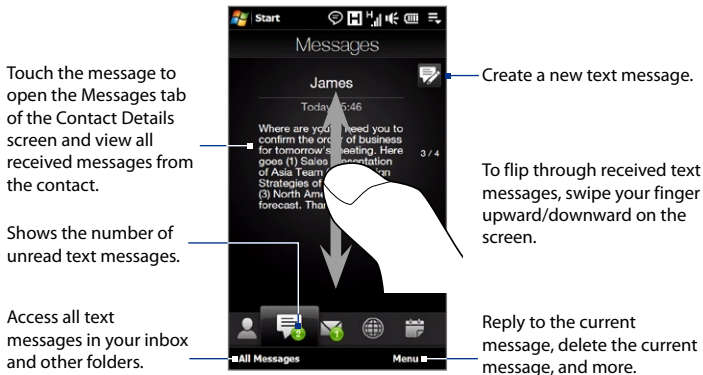 Start
Messages
James
Today 5:46
Where are you need you to
confirm the order of business
for tomorrow's meeting. Here
goes (1) Sales
of Asia Team
Strategies of
(3) North
forecast.
3 / 4
2
1
All Messages
Menu
Touch the message to
open the Messages tab
of the Contact Details
screen and view all
received messages from
the contact.
Shows the number of
unread text messages.
Access all text
messages in your inbox
and other folders.
Create a new text message.
To flip through received text
messages, swipe your finger
upward/downward on the
screen.
Reply to the current
message, delete the current
message, and more.